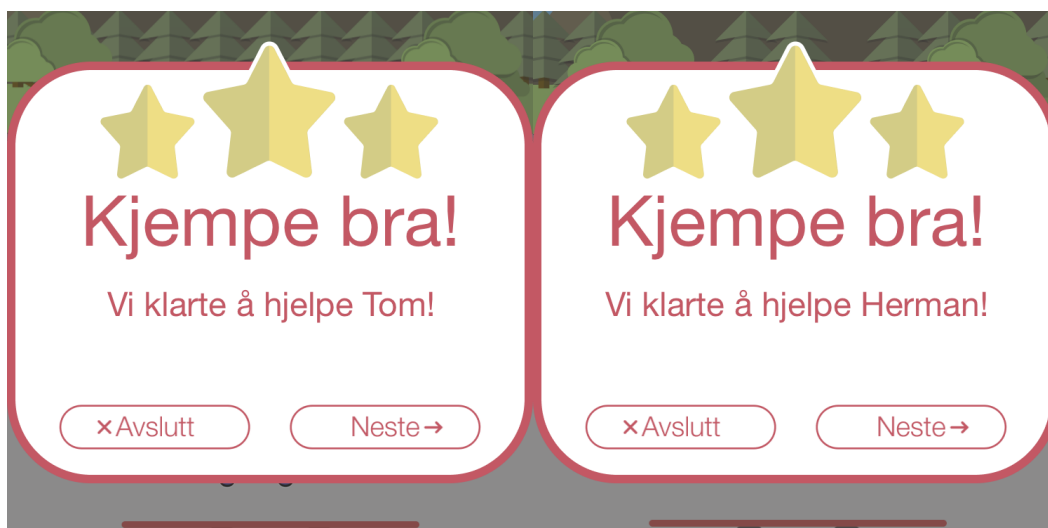 Kjempe bra!
Vi klarte å hjelpe Tom!
×Avslutt
Neste→
Kjempe bra!
Vi klarte å hjelpe Herman!
×Avslutt
Neste→